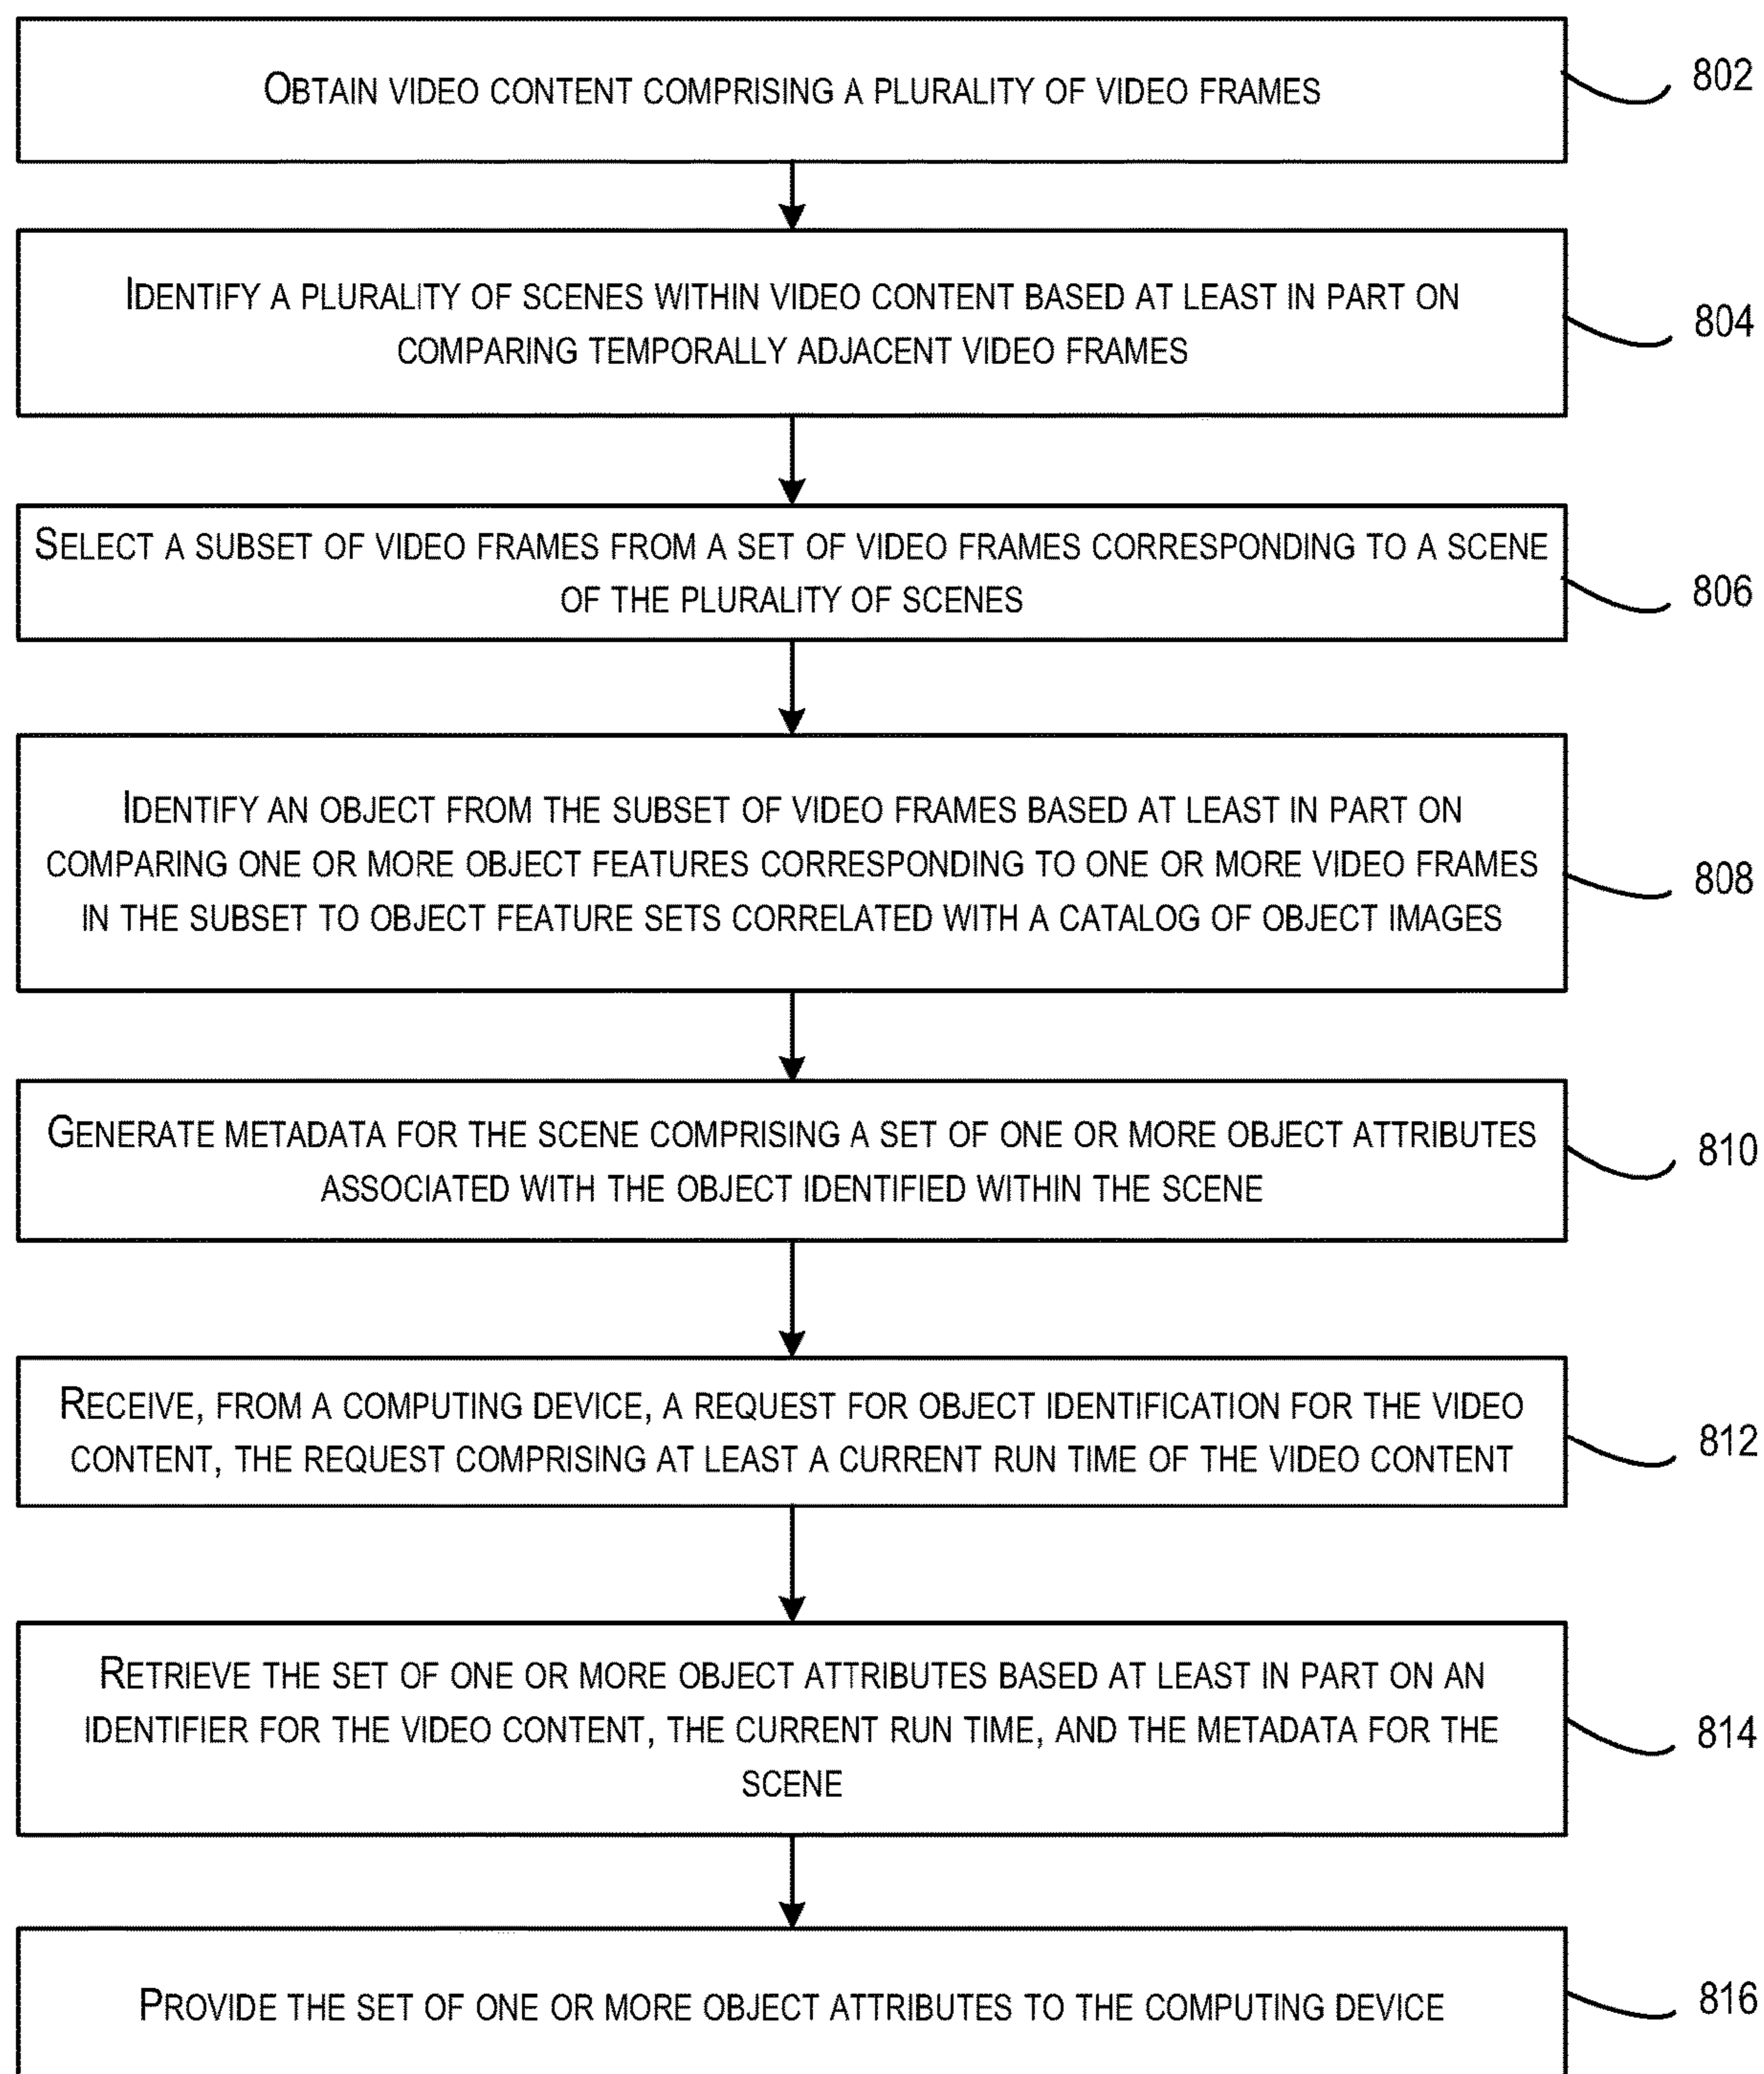 OBTAIN VIDEO CONTENT COMPRISING A PLURALITY OF VIDEO FRAMES
802
IDENTIFY A PLURALITY OF SCENES WITHIN VIDEO CONTENT BASED AT LEAST IN PART ON
COMPARING TEMPORALLY ADJACENT VIDEO FRAMES
804
SELECT A SUBSET OF VIDEO FRAMES FROM A SET OF VIDEO FRAMES CORRESPONDING TO A SCENE
OF THE PLURALITY OF SCENES
806
IDENTIFY AN OBJECT FROM THE SUBSET OF VIDEO FRAMES BASED AT LEAST IN PART ON
COMPARING ONE OR MORE OBJECT FEATURES CORRESPONDING TO ONE OR MORE VIDEO FRAMES
IN THE SUBSET TO OBJECT FEATURE SETS CORRELATED WITH A CATALOG OF OBJECT IMAGES
808
GENERATE METADATA FOR THE SCENE COMPRISING A SET OF ONE OR MORE OBJECT ATTRIBUTES
ASSOCIATED WITH THE OBJECT IDENTIFIED WITHIN THE SCENE
810
RECEIVE, FROM A COMPUTING DEVICE, A REQUEST FOR OBJECT IDENTIFICATION FOR THE VIDEO
CONTENT, THE REQUEST COMPRISING AT LEAST A CURRENT RUN TIME OF THE VIDEO CONTENT
812
RETRIEVE THE SET OF ONE OR MORE OBJECT ATTRIBUTES BASED AT LEAST IN PART ON AN
IDENTIFIER FOR THE VIDEO CONTENT, THE CURRENT RUN TIME, AND THE METADATA FOR THE
SCENE
814
PROVIDE THE SET OF ONE OR MORE OBJECT ATTRIBUTES TO THE COMPUTING DEVICE
816